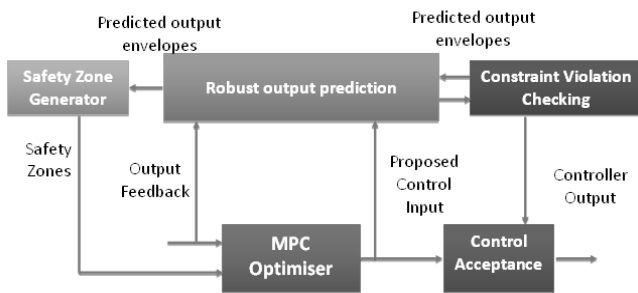 Predicted output
envelopes
Predicted output
envelopes
Safety Zone
Generator
Robust output prediction
Constraint Violation
Checking
Safety
Zones
Output
Feedback
Proposed
Control
Input
Controller
Output
MPC
Optimiser
Control
Acceptance